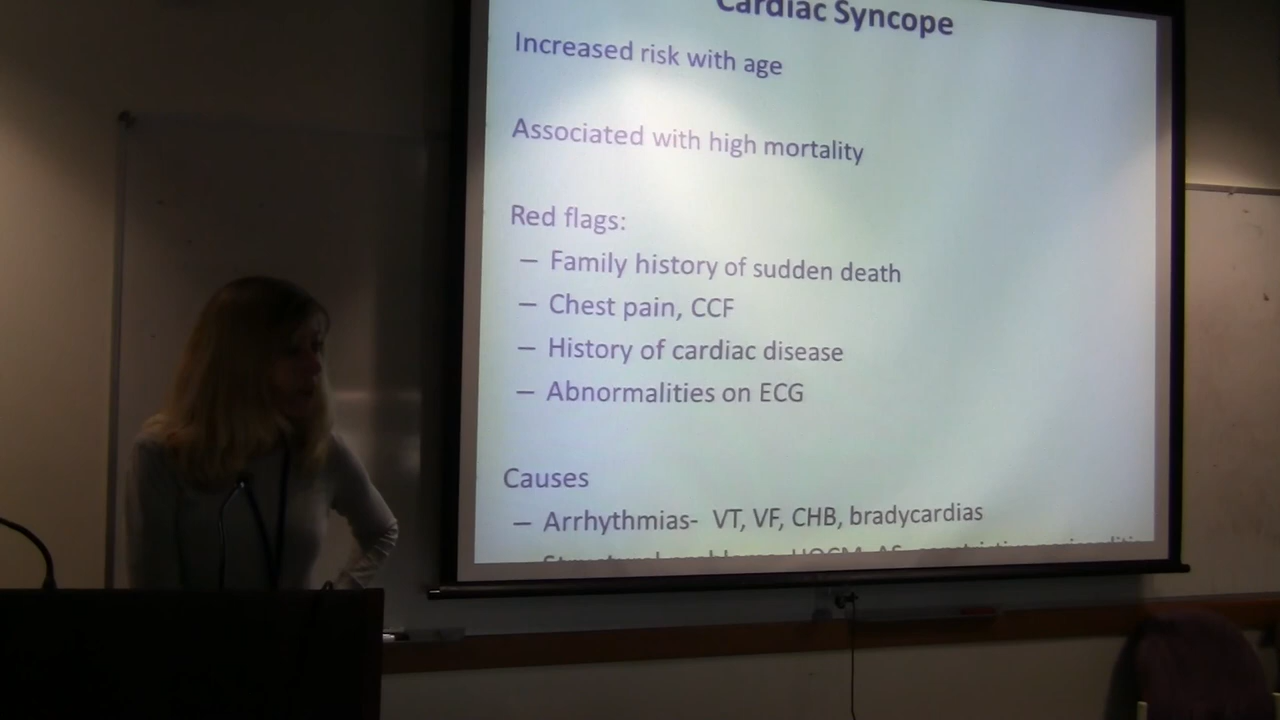 Cardiac Syncope
Increased risk with age
Associated with high mortality
Red flags:
– Family history of sudden death
– Chest pain, CCF
– History of cardiac disease
– Abnormalities on ECG
Causes
– Arrhythmias- VT, VF, CHB, bradycardias